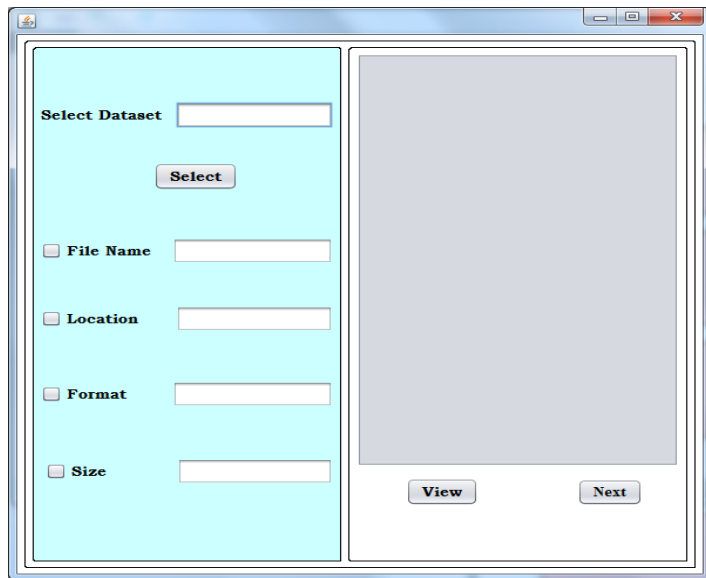 Select Dataset
Select
File Name
Location
Format
Size
View
Next